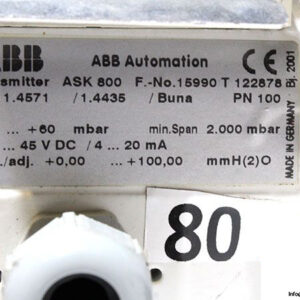 ABB ABB Automation CE
smitter ASK 800 F.-No.15990 T 122878 Bj. 2001
1.4571 / 1.4435 / Buna PN 100
... +60 mbar min.Span 2.000 mbar
... 45 V DC / 4 ... 20 mA
./adj. +0,00 ...+100,00 mmH(2)O
MADE IN GERMANY
80